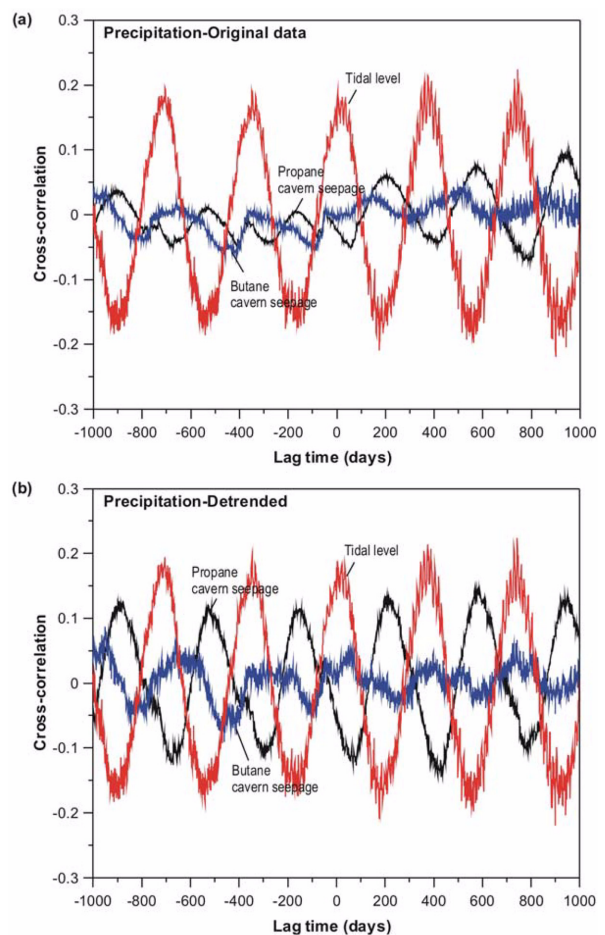 (a)
Precipitation-Original data
0.3
0.2
0.1
0
-0.1
-0.2
-0.3
Cross-correlation
Tidal level
Propane
cavern seepage
Butane
cavern seepage
-1000 -800 -600 -400 -200 0 200 400 600 800 1000
Lag time (days)
(b)
Precipitation-Detrended
0.3
0.2
0.1
0
-0.1
-0.2
-0.3
Cross-correlation
Tidal level
Propane
cavern seepage
Butane
cavern seepage
-1000 -800 -600 -400 -200 0 200 400 600 800 1000
Lag time (days)